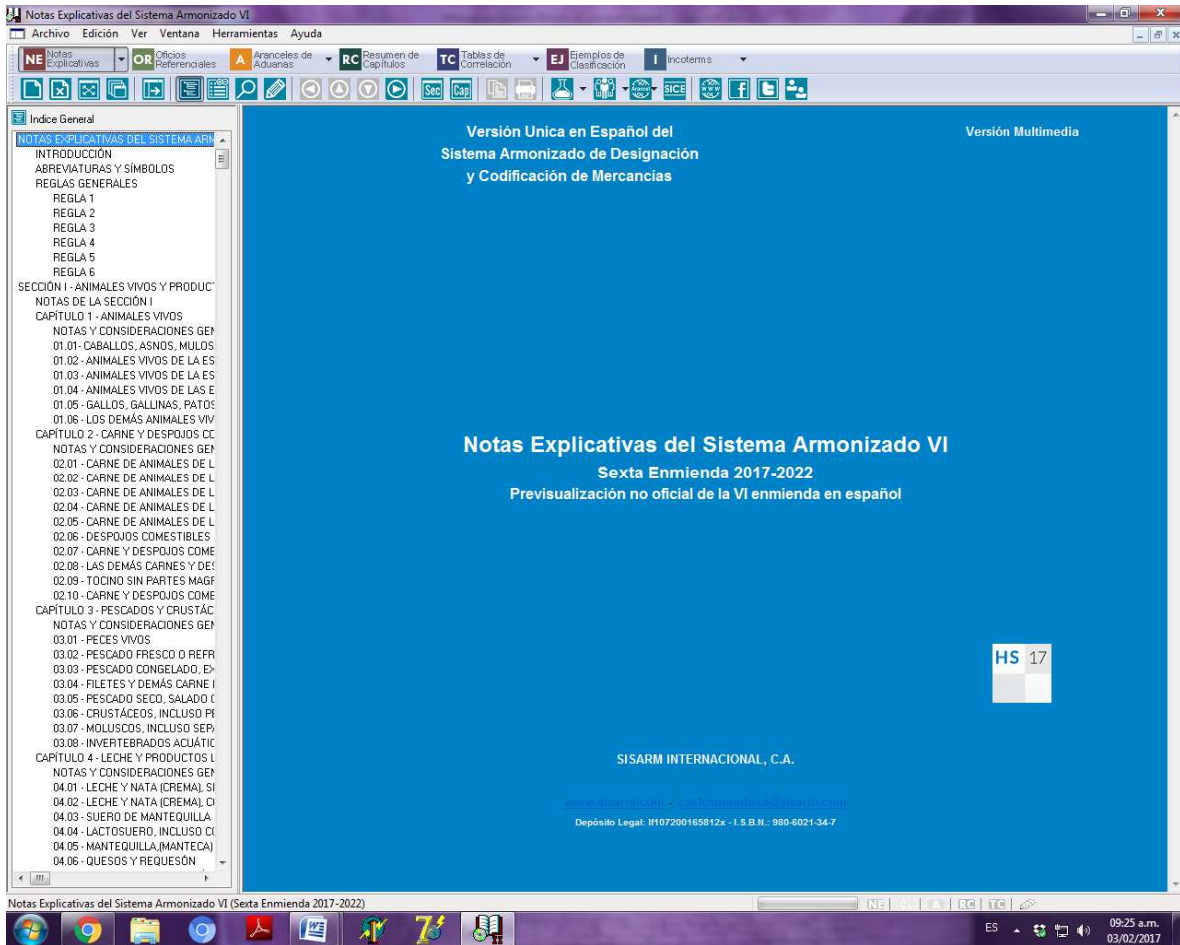 Notas Explicativas del Sistema Armonizado VI
Archivo Edición Ver Ventana Herramientas Ayuda
NE Notas Explicativas
OR Oficios Referenciales
A Aranceles de Aduanas
RC Resumen de Capítulos
TC Tablas de Correlación
EJ Ejemplos de Clasificación
I Incoterms
Sec Cap SICE
Indice General
NOTAS EXPLICATIVAS DEL SISTEMA ARM
INTRODUCCIÓN
ABREVIATURAS Y SÍMBOLOS
REGLAS GENERALES
REGLA 1
REGLA 2
REGLA 3
REGLA 4
REGLA 5
REGLA 6
SECCIÓN I - ANIMALES VIVOS Y PRODUCT
NOTAS DE LA SECCIÓN I
CAPÍTULO 1 - ANIMALES VIVOS
NOTAS Y CONSIDERACIONES GEN
01.01- CABALLOS, ASNOS, MULOS
01.02 - ANIMALES VIVOS DE LA ES
01.03 - ANIMALES VIVOS DE LA ES
01.04 - ANIMALES VIVOS DE LAS E
01.05 - GALLOS, GALLINAS, PATOS
01.06 - LOS DEMÁS ANIMALES VIV
CAPÍTULO 2 - CARNE Y DESPOJOS CO
NOTAS Y CONSIDERACIONES GEN
02.01 - CARNE DE ANIMALES DE L
02.02 - CARNE DE ANIMALES DE L
02.03 - CARNE DE ANIMALES DE L
02.04 - CARNE DE ANIMALES DE L
02.05 - CARNE DE ANIMALES DE L
02.06 - DESPOJOS COMESTIBLES
02.07 - CARNE Y DESPOJOS COME
02.08 - LAS DEMÁS CARNES Y DES
02.09 - TOCINO SIN PARTES MAGR
02.10 - CARNE Y DESPOJOS COME
CAPÍTULO 3 - PESCADOS Y CRUSTÁC
NOTAS Y CONSIDERACIONES GEN
03.01 - PECES VIVOS
03.02 - PESCADO FRESCO O REFR
03.03 - PESCADO CONGELADO, EX
03.04 - FILETES Y DEMÁS CARNE
03.05 - PESCADO SECO, SALADO O
03.06 - CRUSTÁCEOS, INCLUSO PE
03.07 - MOLUSCOS, INCLUSO SEPA
03.08 - INVERTEBRADOS ACUÁTIC
CAPÍTULO 4 - LECHE Y PRODUCTOS L
NOTAS Y CONSIDERACIONES GEN
04.01 - LECHE Y NATA (CREMA), SI
04.02 - LECHE Y NATA (CREMA), CO
04.03 - SUERO DE MANTEQUILLA
04.04 - LACTOSUERO, INCLUSO CO
04.05 - MANTEQUILLA,(MANTECA)
04.06 - QUESOS Y REQUESÓN
Versión Unica en Español del
Sistema Armonizado de Designación
y Codificación de Mercancias
Versión Multimedia
Notas Explicativas del Sistema Armonizado VI
Sexta Enmienda 2017-2022
Previsualización no oficial de la VI enmienda en español
HS 17
SISARM INTERNACIONAL, C.A.
www.sisarm.com - carlosmendoza@sisarm.com
Depósito Legal: lf107200165812x - I.S.B.N.: 980-6021-34-7
Notas Explicativas del Sistema Armonizado VI (Sexta Enmienda 2017-2022)
NE A RC TC
ES
09:25 a.m.
03/02/2017